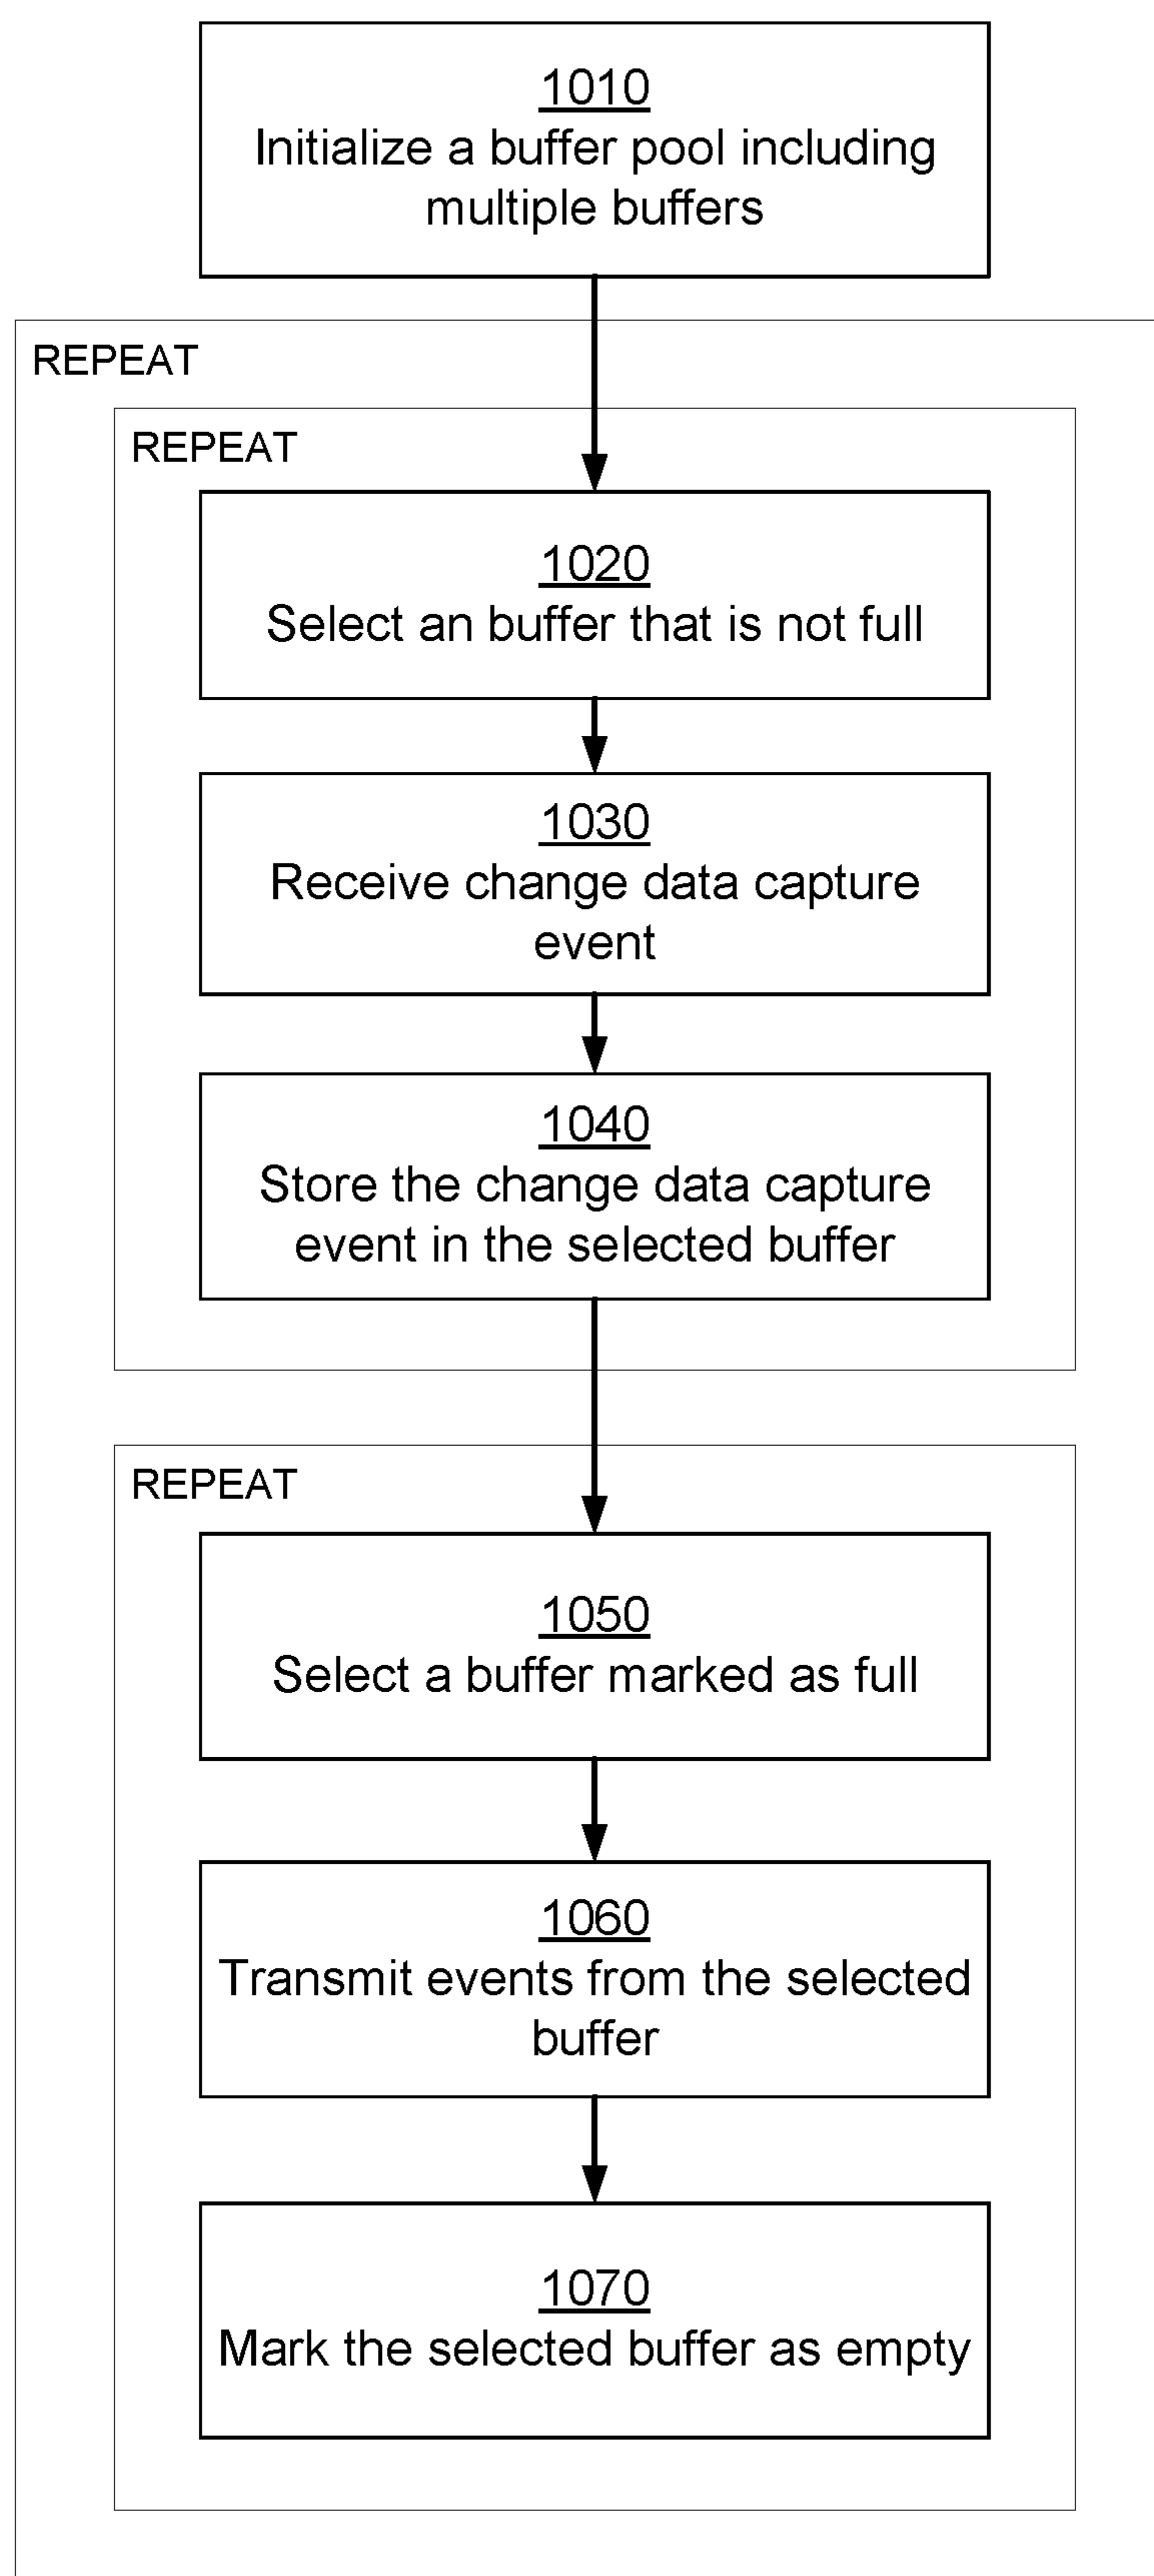 1010
Initialize a buffer pool including
multiple buffers
REPEAT
REPEAT
1020
Select an buffer that is not full
1030
Receive change data capture
event
1040
Store the change data capture
event in the selected buffer
REPEAT
1050
Select a buffer marked as full
1060
Transmit events from the selected
buffer
1070
Mark the selected buffer as empty